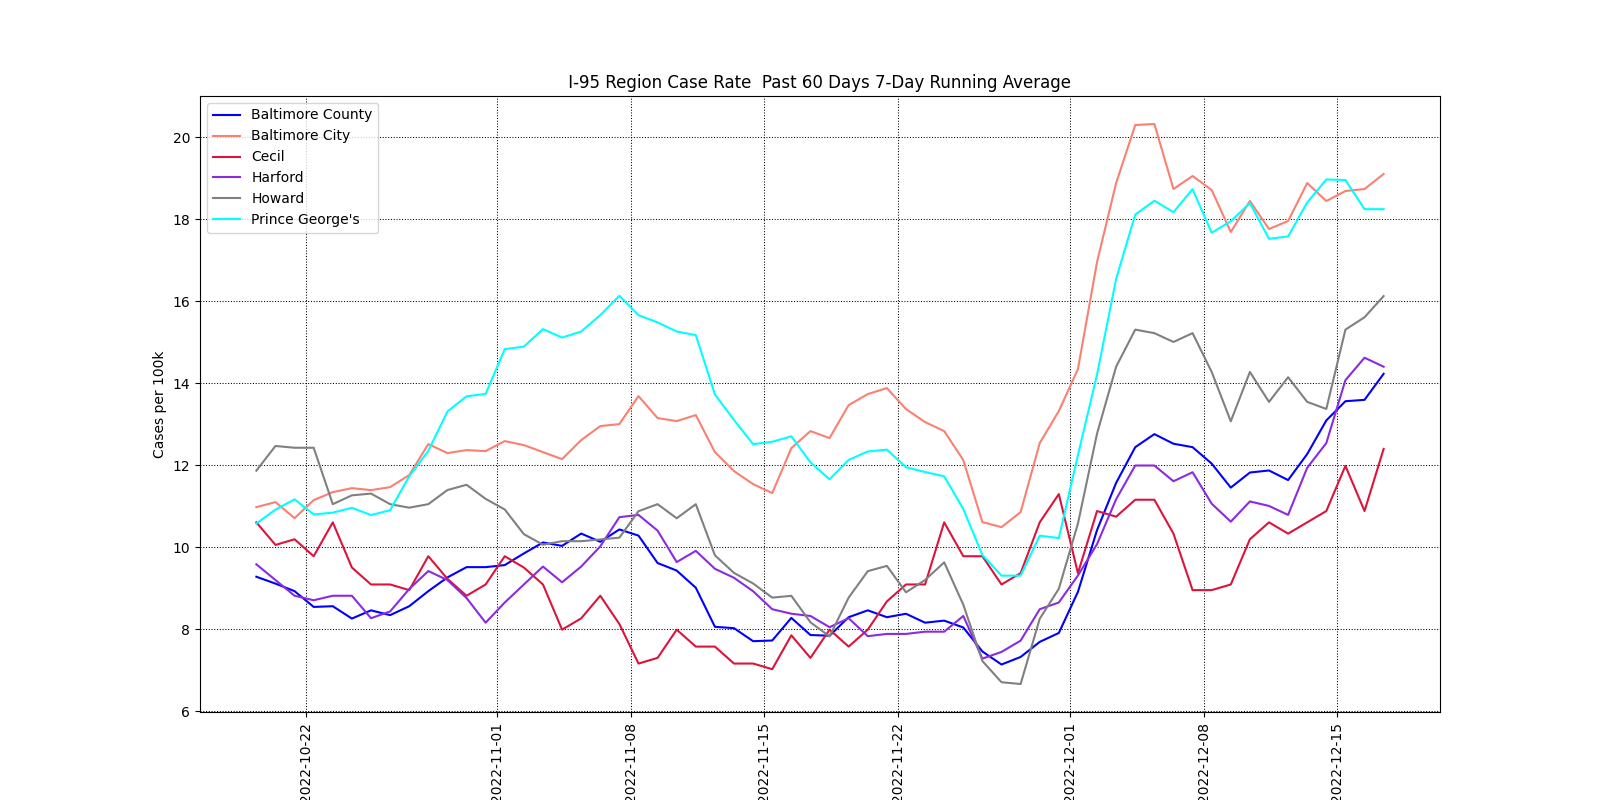 I-95 Region Case Rate  Past 60 Days 7-Day Running Average
Baltimore County
Baltimore City
Cecil
Harford
Howard
Prince George's
Cases per 100k
20
18
16
14
12
10
8
6
2022-10-22
2022-11-01
2022-11-08
2022-11-15
2022-11-22
2022-12-01
2022-12-08
2022-12-15